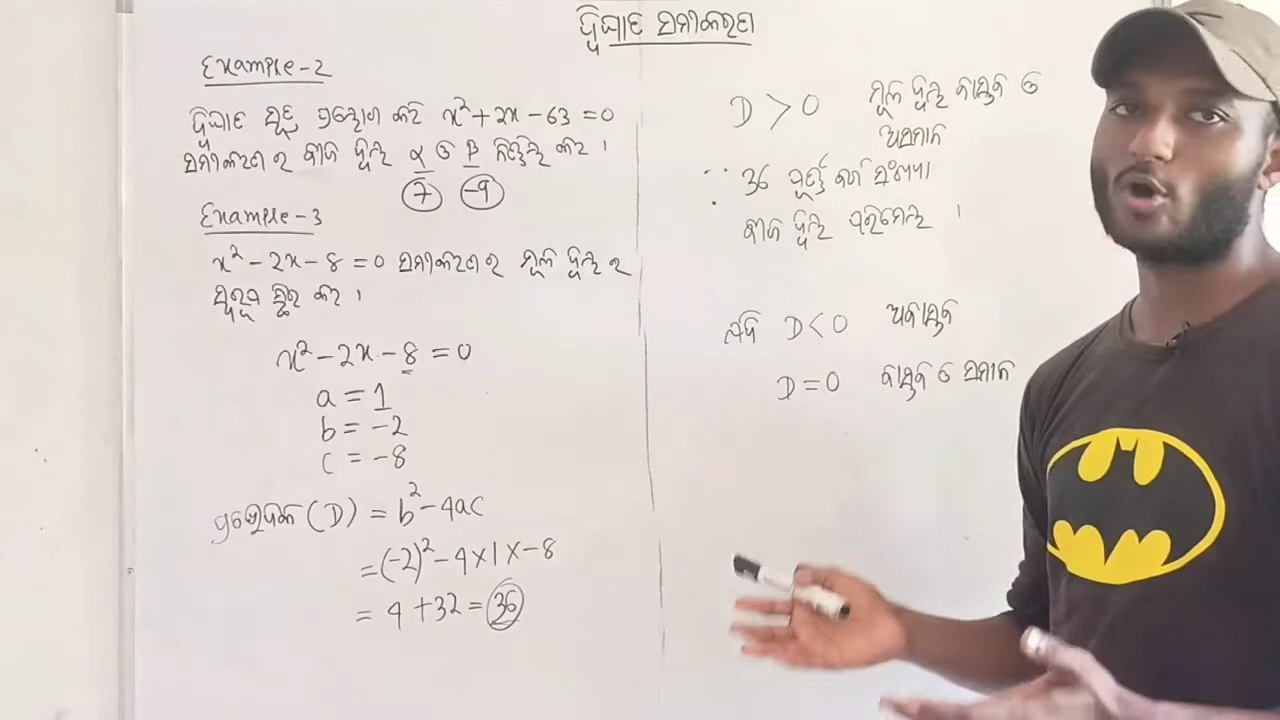 ଦ୍ୱିଘାତ ସମୀକରଣ
Example-2
ଦ୍ୱିଘାତ ସୂତ୍ର ପ୍ରୟୋଗ କରି x² + 2x - 63 = 0
ସମୀକରଣ ର ବୀଜ ଦ୍ୱୟ α ଓ β ନିର୍ଣ୍ଣୟ କର ।
7 -9
Example-3
x² - 2x - 8 = 0 ସମୀକରଣ ର ମୂଳ ଦ୍ୱୟ ର
ସ୍ୱରୂପ ସ୍ଥିର କର ।
x² - 2x - 8 = 0
a = 1
b = -2
c = -8
ପ୍ରଭେଦକ (D) = b² - 4ac
= (-2)² - 4 × 1 × -8
= 4 + 32 = 36
D > 0 ମୂଳ ଦ୍ୱୟ ବାସ୍ତବ ଓ
ଅସମାନ
∵ 36 ପୂର୍ଣ୍ଣ ବର୍ଗ ସଂଖ୍ୟା
ବୀଜ ଦ୍ୱୟ ପରିମେୟ ।
ଯଦି D < 0 ଅବାସ୍ତବ
D = 0 ବାସ୍ତବ ଓ ସମାନ